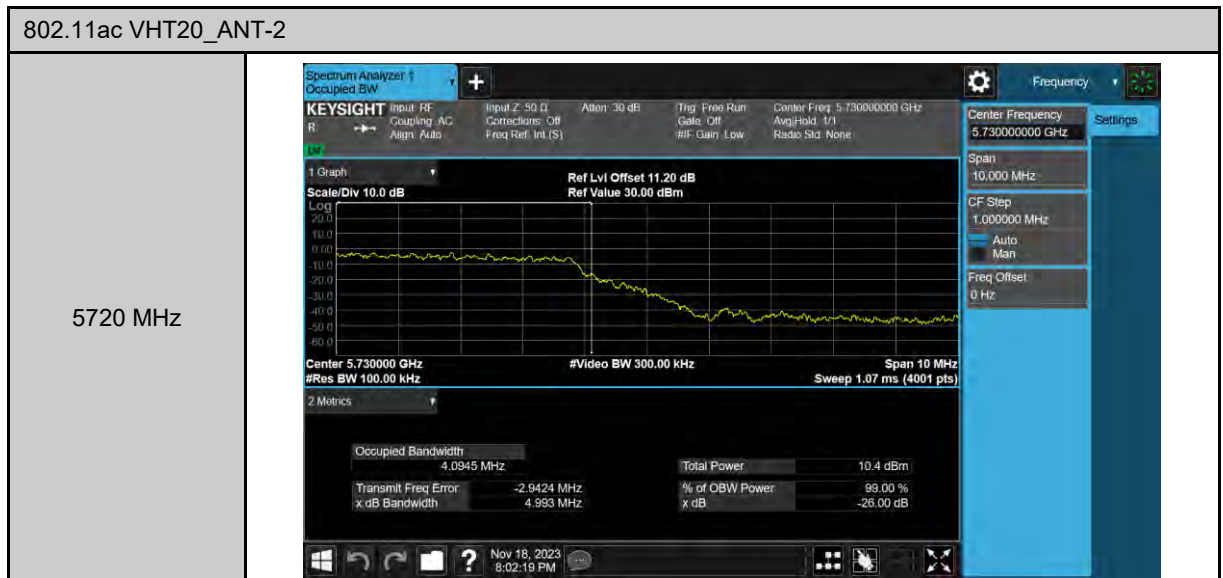 802.11ac VHT20_ANT-2
5720 MHz
Spectrum Analyzer 1
Occupied BW
+
Frequency
KEYSIGHT
R
Input: RF
Coupling: AC
Align: Auto
Input Z: 50 Ω
Corrections: Off
Freq Ref: Int (S)
Atten: 30 dB
Trig: Free Run
Gate: Off
#IF Gain: Low
Center Freq: 5.730000000 GHz
Avg|Hold: 1/1
Radio Std: None
Center Frequency
5.730000000 GHz
Settings
Span
10.000 MHz
CF Step
1.000000 MHz
Auto
Man
Freq Offset
0 Hz
1 Graph
Scale/Div 10.0 dB
Ref Lvl Offset 11.20 dB
Ref Value 30.00 dBm
Log
20.0
10.0
0.00
-10.0
-20.0
-30.0
-40.0
-50.0
-60.0
Center 5.730000 GHz
#Res BW 100.00 kHz
#Video BW 300.00 kHz
Span 10 MHz
Sweep 1.07 ms (4001 pts)
2 Metrics
Occupied Bandwidth
4.0945 MHz
Transmit Freq Error -2.9424 MHz
x dB Bandwidth 4.993 MHz
Total Power 10.4 dBm
% of OBW Power 99.00 %
x dB -26.00 dB
?
Nov 18, 2023
8:02:19 PM